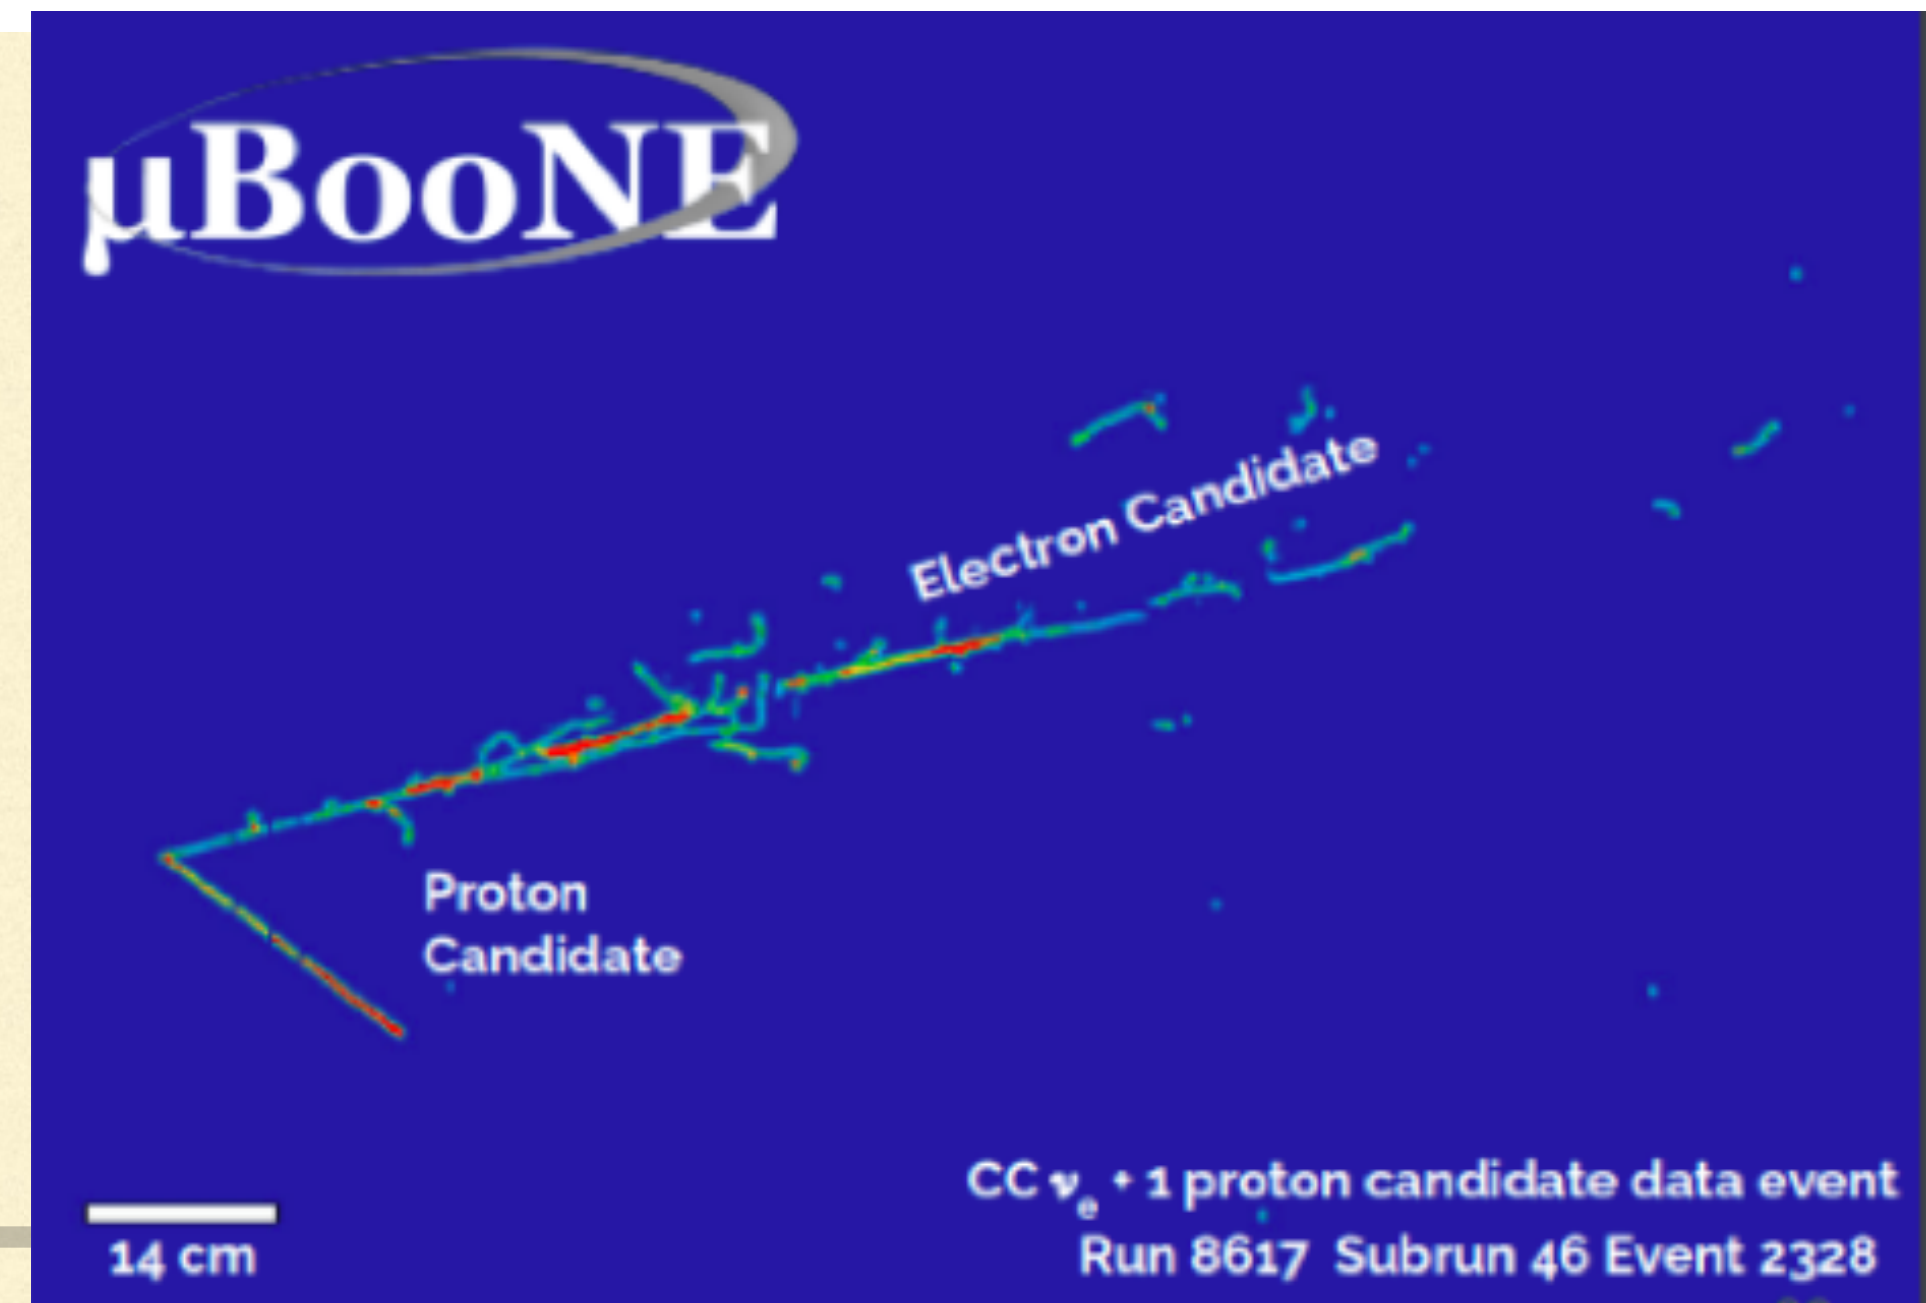 µBooNE
Electron Candidate
Proton
Candidate
14 cm
CC νe + 1 proton candidate data event
Run 8617 Subrun 46 Event 2328